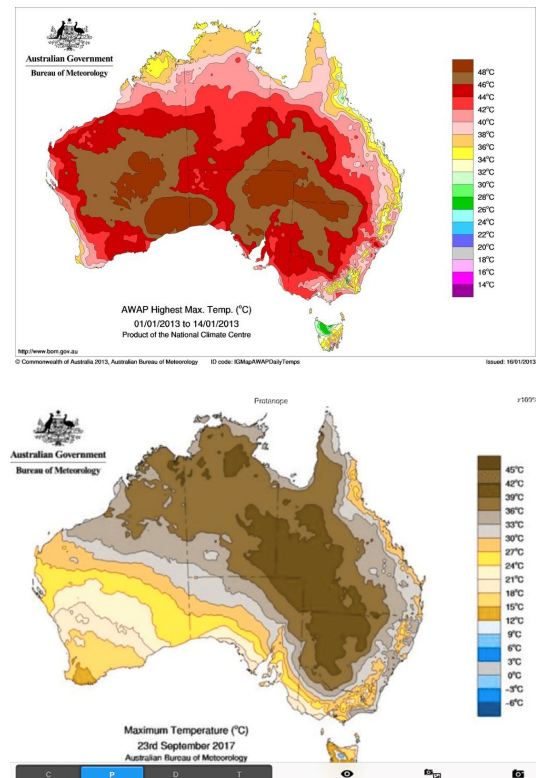 Australian Government
Bureau of Meteorology
48°C
46°C
44°C
42°C
40°C
38°C
36°C
34°C
32°C
30°C
28°C
26°C
24°C
22°C
20°C
18°C
16°C
14°C
AWAP Highest Max. Temp. (°C)
01/01/2013 to 14/01/2013
Product of the National Climate Centre
http://www.bom.gov.au
© Commonwealth of Australia 2013, Australian Bureau of Meteorology ID code: IGMapAWAPDailyTemps Issued: 16/01/2013
Protanope x100%
Australian Government
Bureau of Meteorology
45°C
42°C
39°C
36°C
33°C
30°C
27°C
24°C
21°C
18°C
15°C
12°C
9°C
6°C
3°C
0°C
-3°C
-6°C
Maximum Temperature (°C)
23rd September 2017
Australian Bureau of Meteorology
C P D T